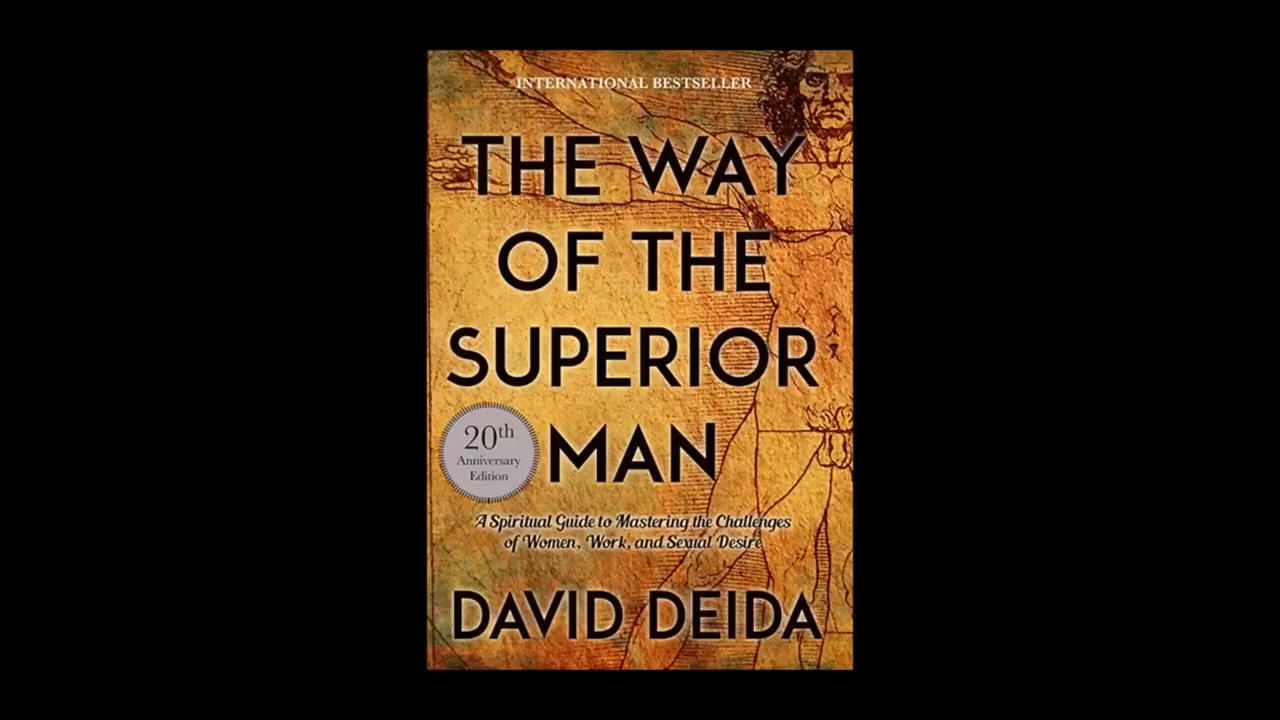 INTERNATIONAL BESTSELLER
THE WAY
OF THE
SUPERIOR
MAN
20th
Anniversary
Edition
A Spiritual Guide to Mastering the Challenges
of Women, Work, and Sexual Desire
DAVID DEIDA